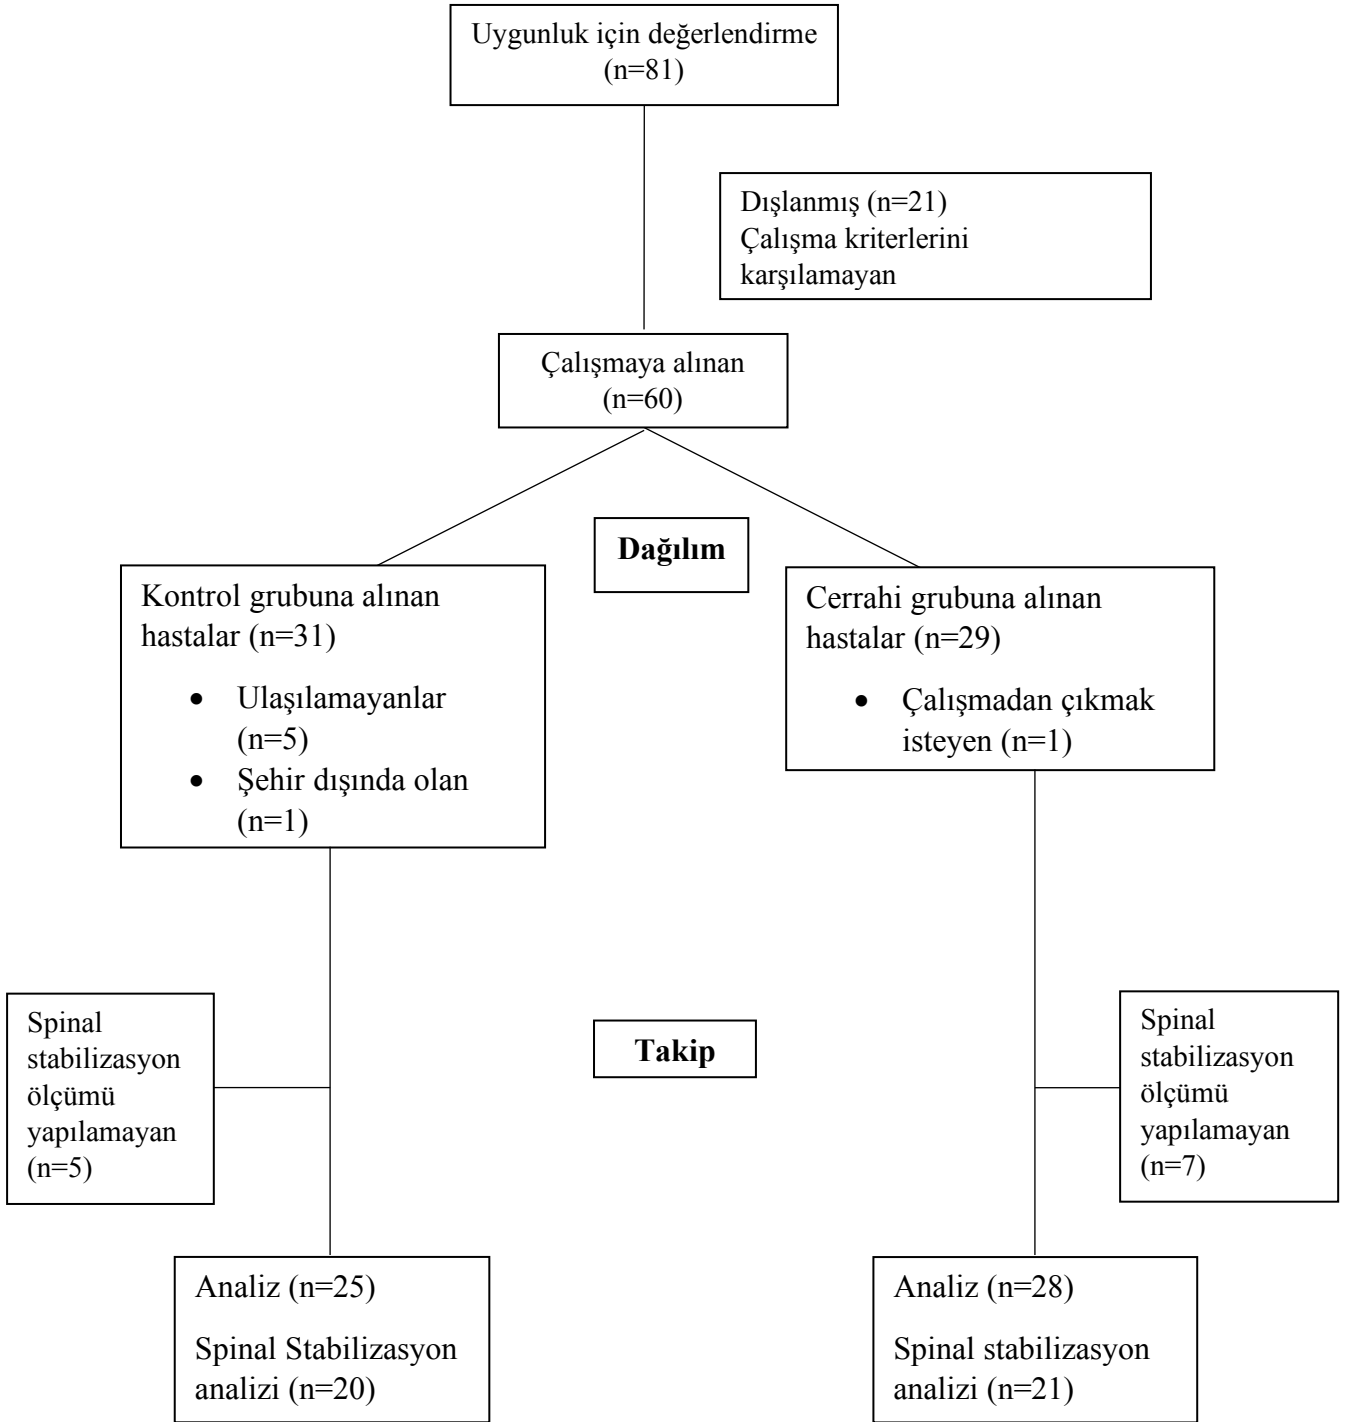 Uygunluk için değerlendirme
(n=81)
Dışlanmış (n=21)
Çalışma kriterlerini
karşılamayan
Çalışmaya alınan
(n=60)
Dağılım
Kontrol grubuna alınan
hastalar (n=31)
• Ulaşılamayanlar
(n=5)
• Şehir dışında olan
(n=1)
Cerrahi grubuna alınan
hastalar (n=29)
• Çalışmadan çıkmak
isteyen (n=1)
Spinal
stabilizasyon
ölçümü
yapılamayan
(n=5)
Takip
Spinal
stabilizasyon
ölçümü
yapılamayan
(n=7)
Analiz (n=25)
Spinal Stabilizasyon
analizi (n=20)
Analiz (n=28)
Spinal stabilizasyon
analizi (n=21)